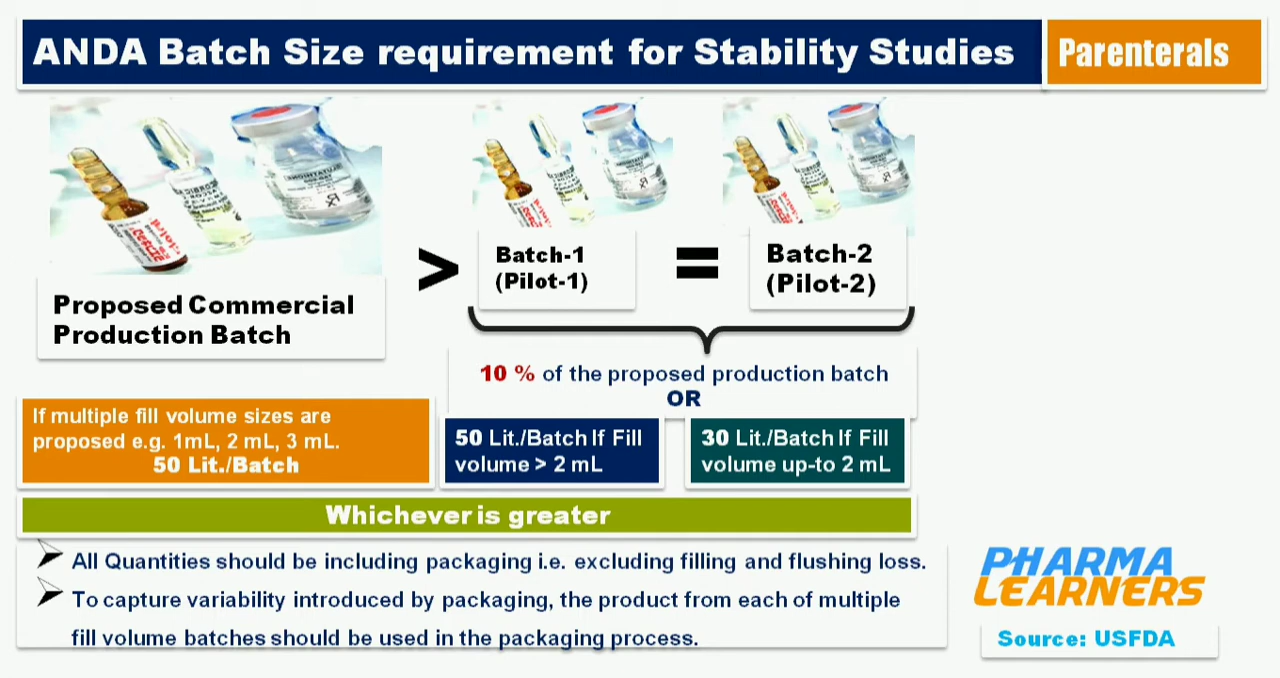 ANDA Batch Size requirement for Stability Studies
Parenterals
>
=
Proposed Commercial
Production Batch
Batch-1
(Pilot-1)
Batch-2
(Pilot-2)
10 % of the proposed production batch
OR
If multiple fill volume sizes are
proposed e.g. 1mL, 2 mL, 3 mL.
50 Lit./Batch
50 Lit./Batch If Fill
volume > 2 mL
30 Lit./Batch If Fill
volume up-to 2 mL
Whichever is greater
➢ All Quantities should be including packaging i.e. excluding filling and flushing loss.
➢ To capture variability introduced by packaging, the product from each of multiple
fill volume batches should be used in the packaging process.
PHARMA
LEARNERS
Source: USFDA